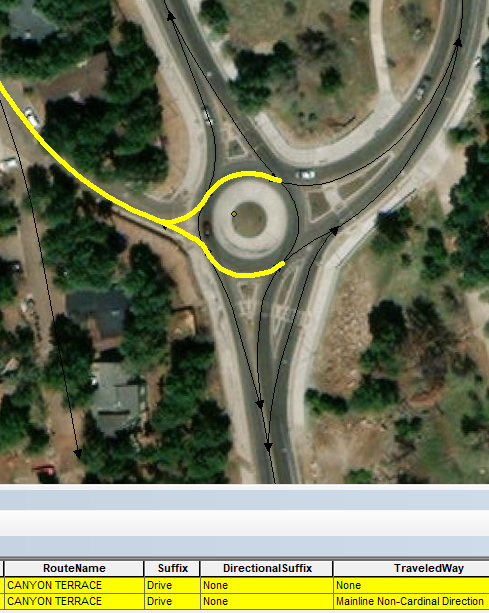 RouteName Suffix DirectionalSuffix TraveledWay
CANYON TERRACE Drive None None
CANYON TERRACE Drive None Mainline Non-Cardinal Direction